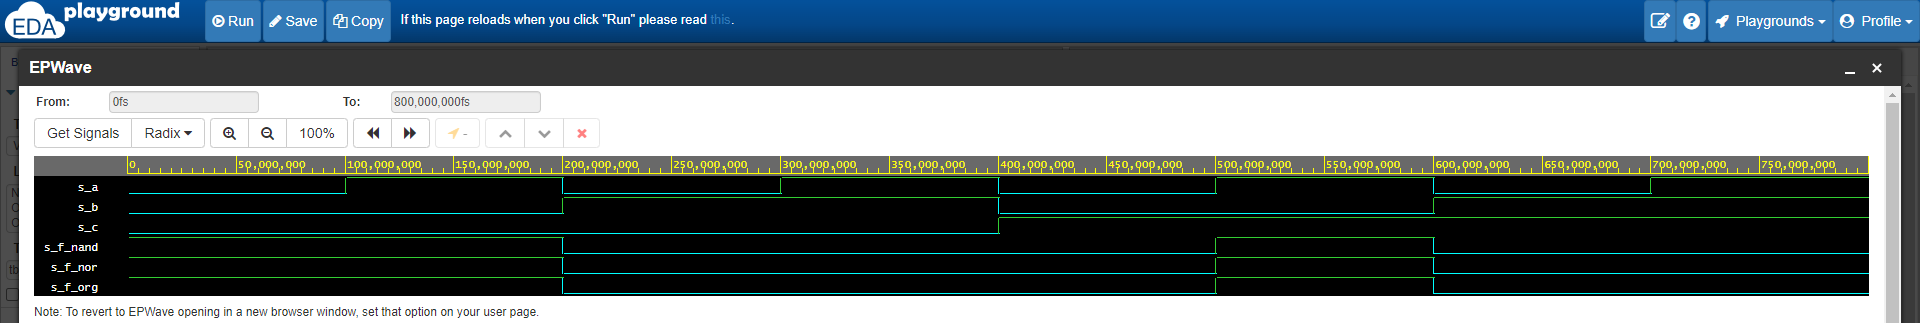 EDA playground Run Save Copy If this page reloads when you click "Run" please read this. Playgrounds Profile
EPWave
From: 0fs To: 800,000,000fs
Get Signals Radix 100% -
0 50,000,000 100,000,000 150,000,000 200,000,000 250,000,000 300,000,000 350,000,000 400,000,000 450,000,000 500,000,000 550,000,000 600,000,000 650,000,000 700,000,000 750,000,000
s_a
s_b
s_c
s_f_nand
s_f_nor
s_f_org
Note: To revert to EPWave opening in a new browser window, set that option on your user page.